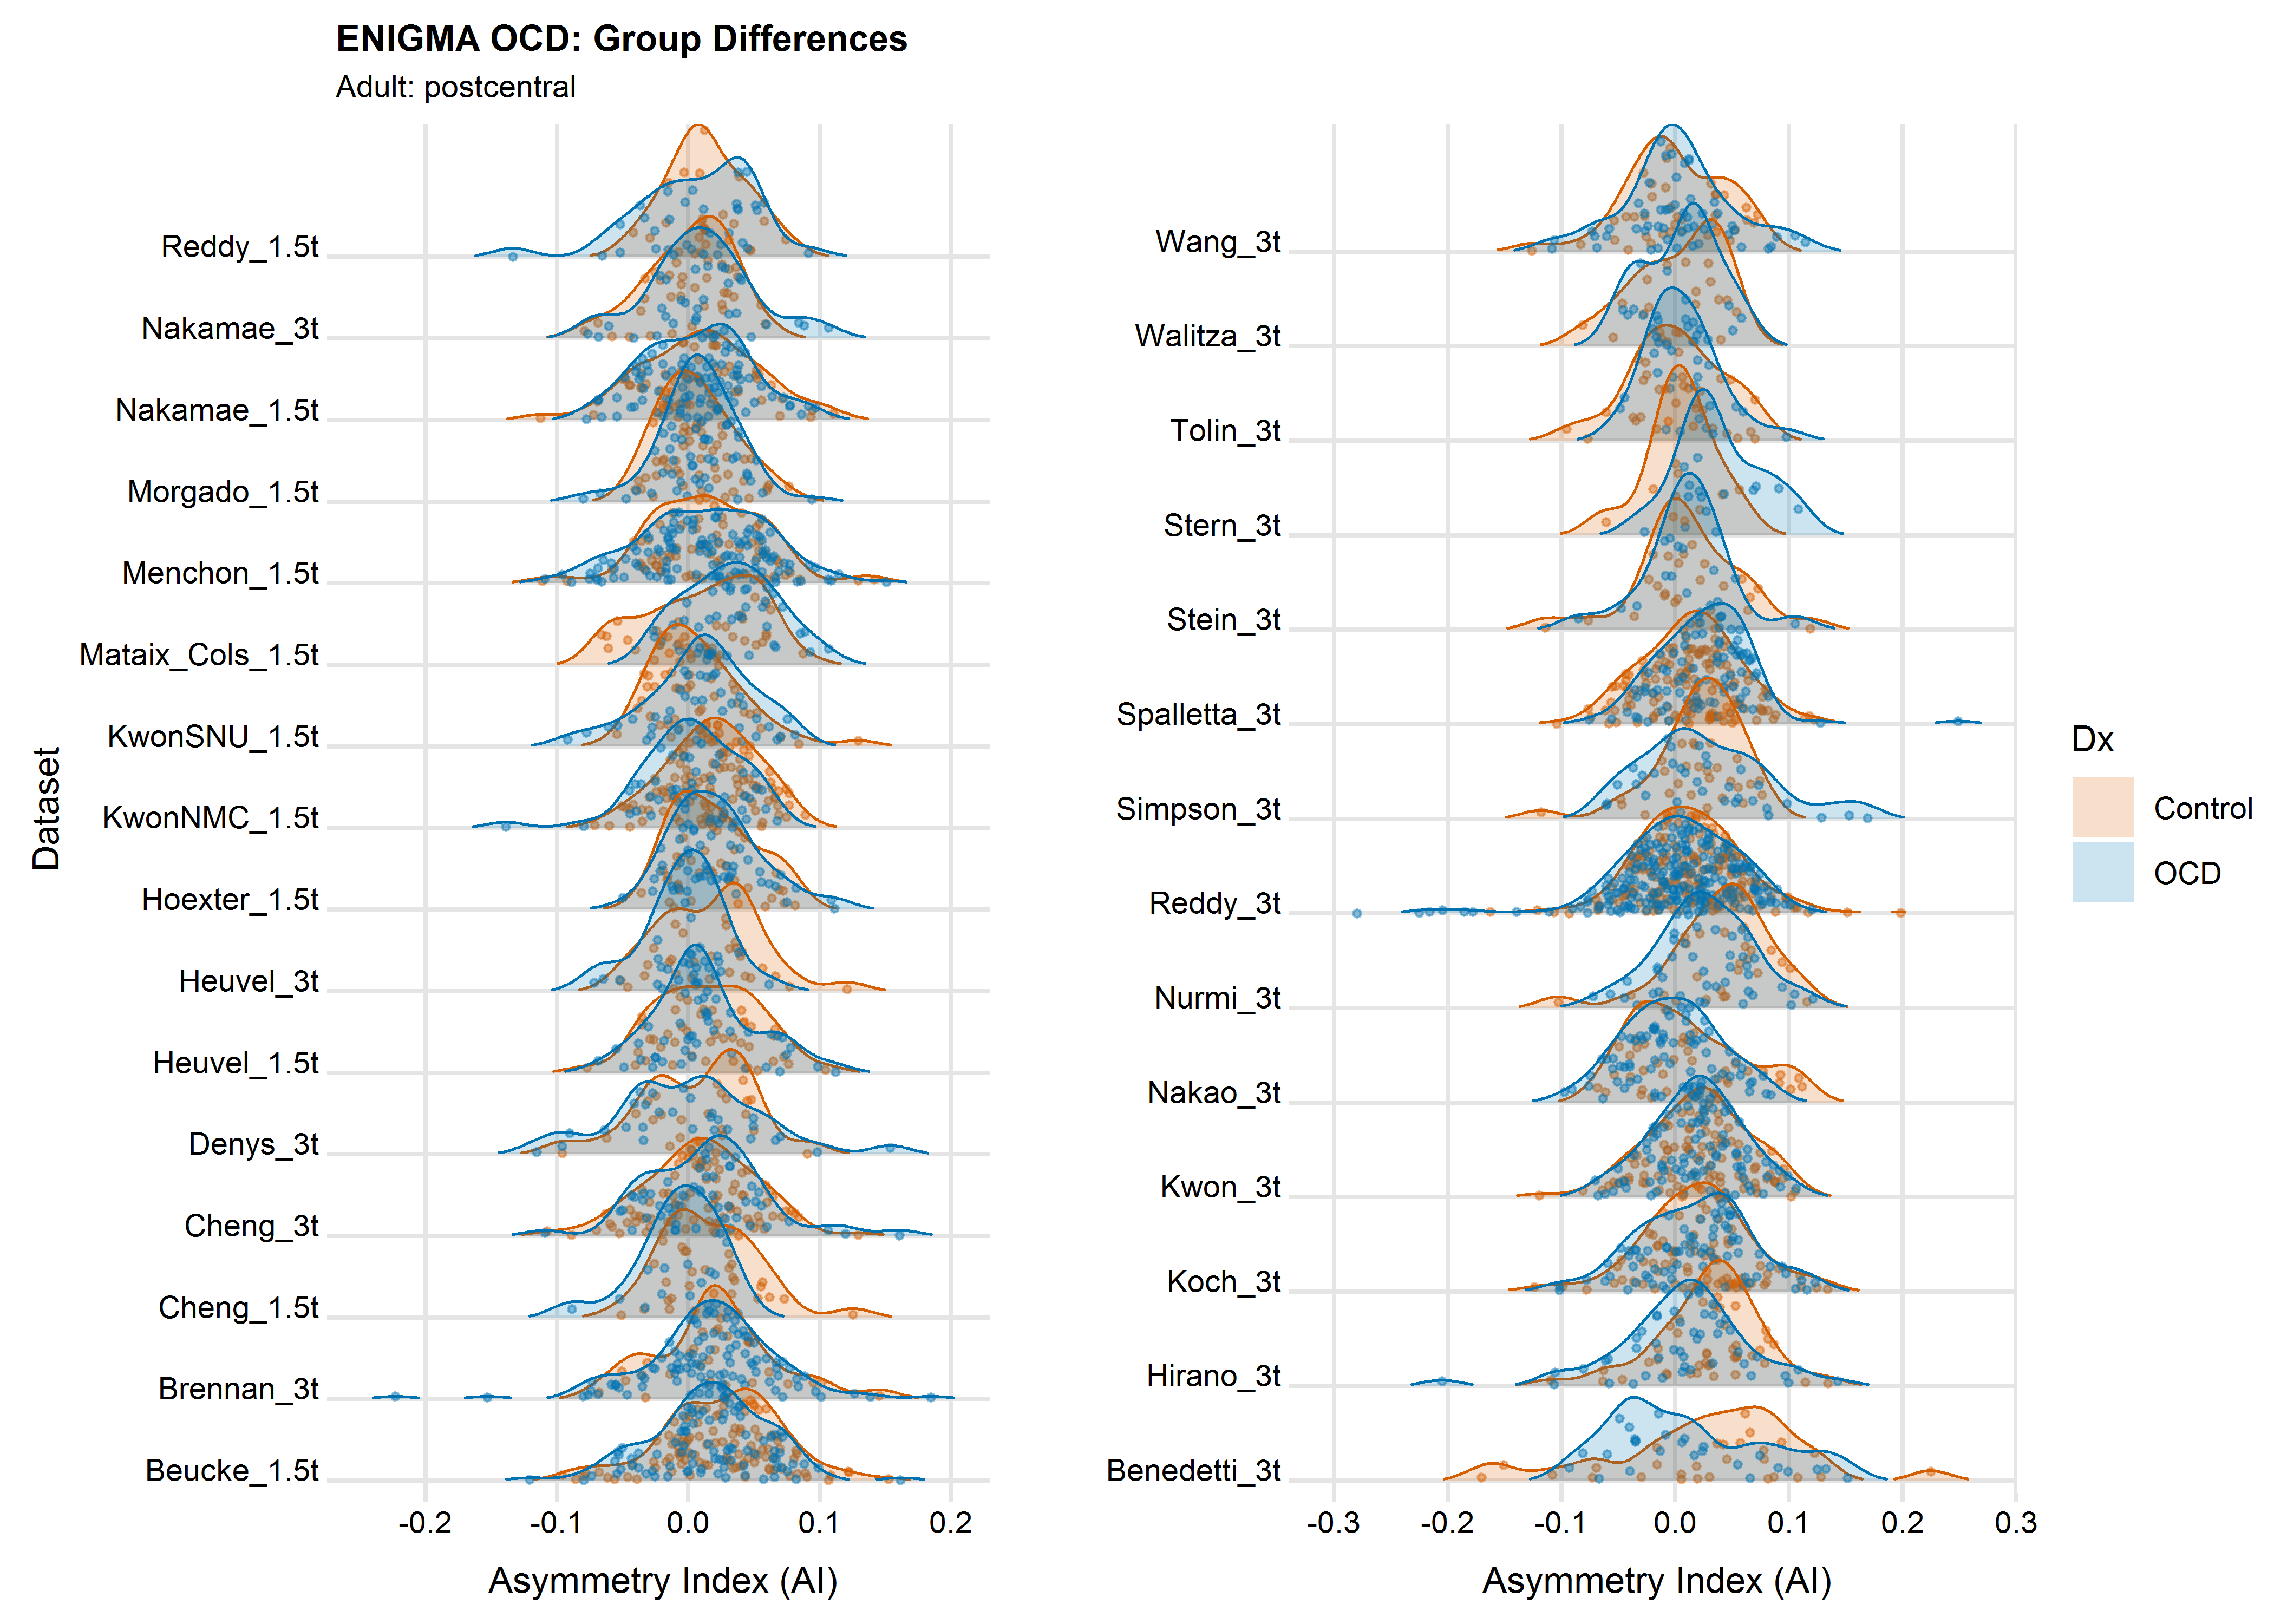 ENIGMA OCD: Group Differences
Adult: postcentral
Dataset
Reddy_1.5t
Nakamae_3t
Nakamae_1.5t
Morgado_1.5t
Menchon_1.5t
Mataix_Cols_1.5t
KwonSNU_1.5t
KwonNMC_1.5t
Hoexter_1.5t
Heuvel_3t
Heuvel_1.5t
Denys_3t
Cheng_3t
Cheng_1.5t
Brennan_3t
Beucke_1.5t
-0.2 -0.1 0.0 0.1 0.2
Asymmetry Index (AI)
Wang_3t
Walitza_3t
Tolin_3t
Stern_3t
Stein_3t
Spalletta_3t
Simpson_3t
Reddy_3t
Nurmi_3t
Nakao_3t
Kwon_3t
Koch_3t
Hirano_3t
Benedetti_3t
-0.3 -0.2 -0.1 0.0 0.1 0.2 0.3
Asymmetry Index (AI)
Dx
Control
OCD